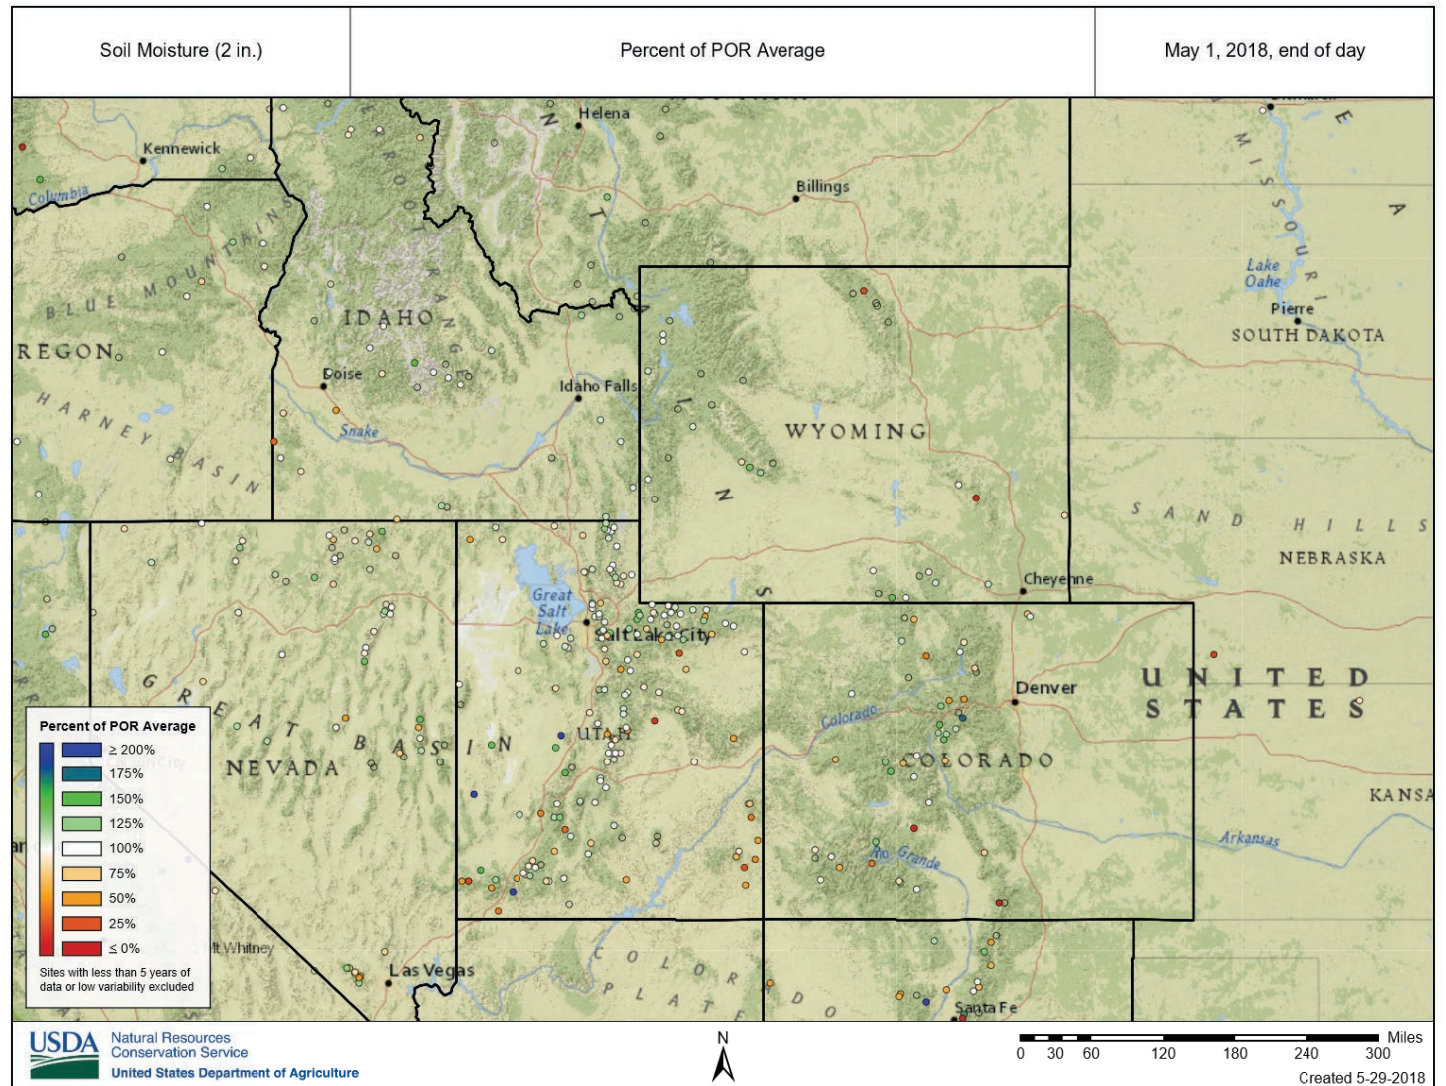 Soil Moisture (2 in.)
Percent of POR Average
May 1, 2018, end of day
Helena
Kennewick
Columbia
Billings
MISSOURI
BLUE MOUNTAINS
Lake
Oahe
Pierre
SOUTH DAKOTA
IDAHO
REGON
Boise
Idaho Falls
Snake
HARNEY BASIN
WYOMING
SAND HILLS
NEBRASKA
Cheyenne
Great
Salt
Lake
Salt Lake City
UNITED
STATES
Denver
Colorado
COLORADO
UTAH
GREAT BASIN
NEVADA
KANSA
Arkansas
Rio Grande
Mt Whitney
Las Vegas
COLORADO
PLATE
Santa Fe
Percent of POR Average
≥ 200%
175%
150%
125%
100%
75%
50%
25%
≤ 0%
Sites with less than 5 years of
data or low variability excluded
USDA
Natural Resources
Conservation Service
United States Department of Agriculture
N
Miles
0 30 60 120 180 240 300
Created 5-29-2018